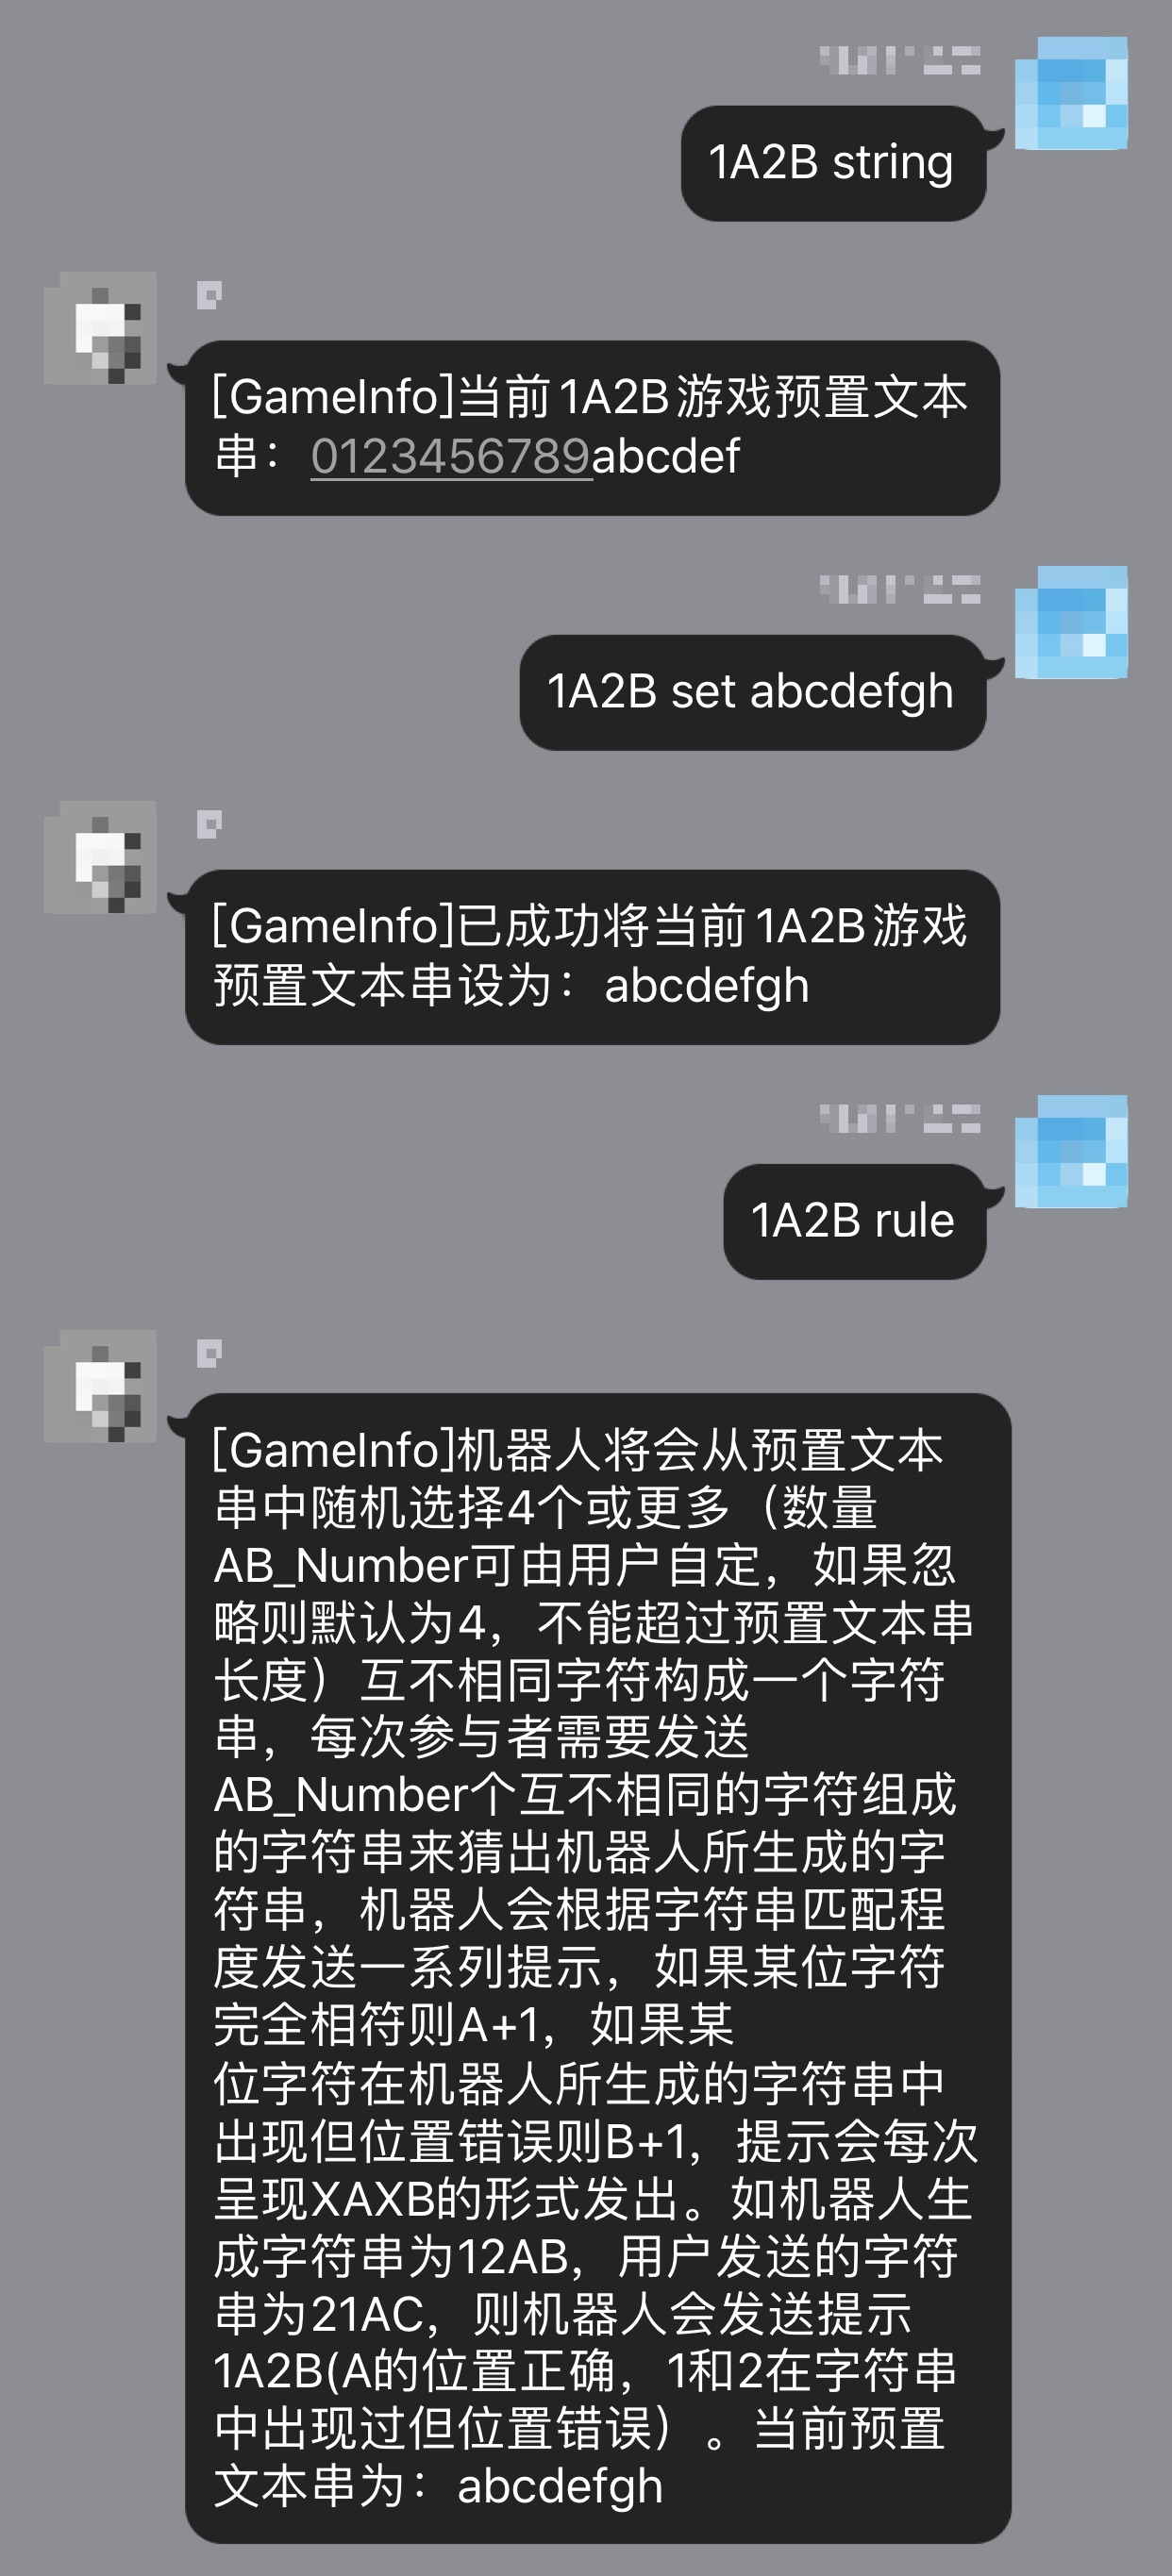 1A2B string
[GameInfo]当前1A2B游戏预置文本
串：0123456789abcdef
1A2B set abcdefgh
[GameInfo]已成功将当前1A2B游戏
预置文本串设为：abcdefgh
1A2B rule
[GameInfo]机器人将会从预置文本
串中随机选择4个或更多（数量
AB_Number可由用户自定，如果忽
略则默认为4，不能超过预置文本串
长度）互不相同字符构成一个字符
串，每次参与者需要发送
AB_Number个互不相同的字符组成
的字符串来猜出机器人所生成的字
符串，机器人会根据字符串匹配程
度发送一系列提示，如果某位字符
完全相符则A+1，如果某
位字符在机器人所生成的字符串中
出现但位置错误则B+1，提示会每次
呈现XAXB的形式发出。如机器人生
成字符串为12AB，用户发送的字符
串为21AC，则机器人会发送提示
1A2B(A的位置正确，1和2在字符串
中出现过但位置错误）。当前预置
文本串为：abcdefgh